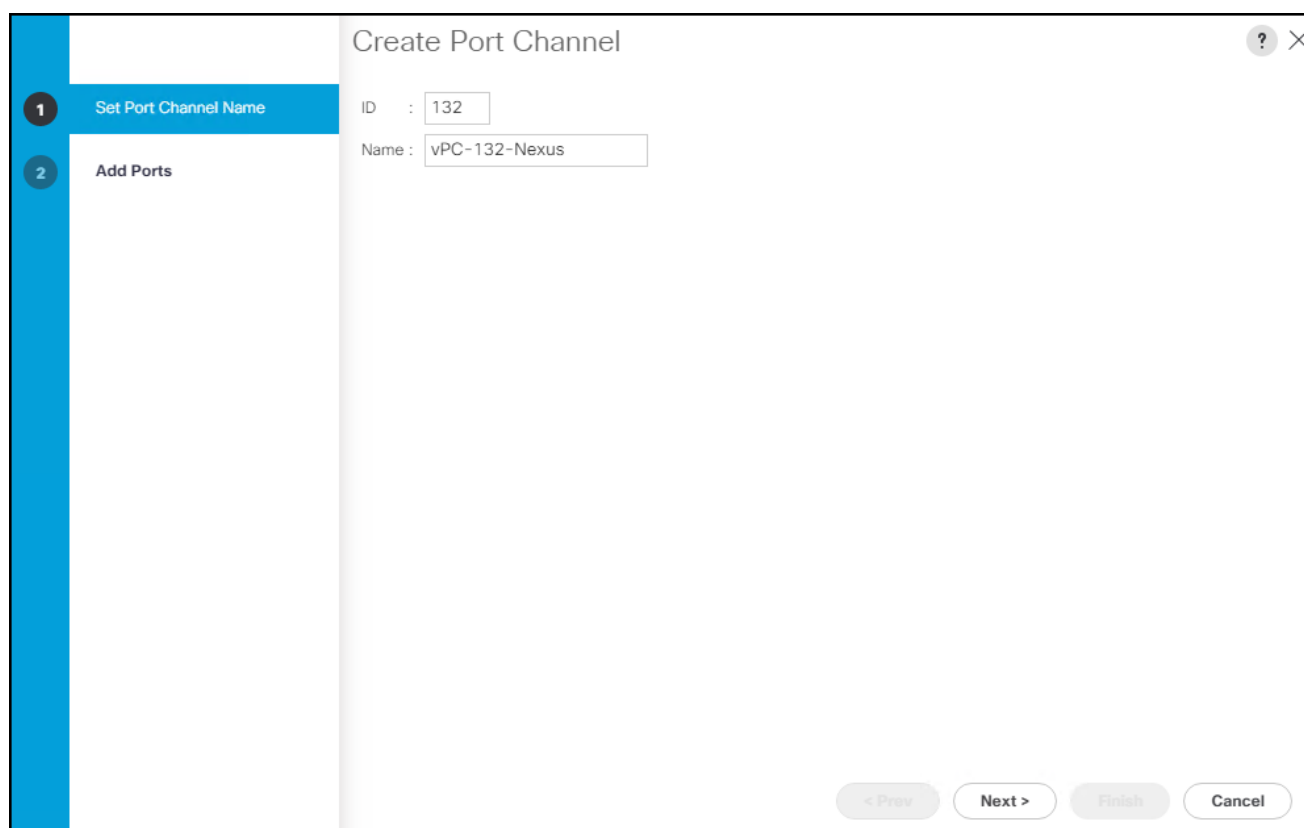 Create Port Channel
?
1 Set Port Channel Name
2 Add Ports
ID : 132
Name : vPC-132-Nexus
< Prev Next > Finish Cancel